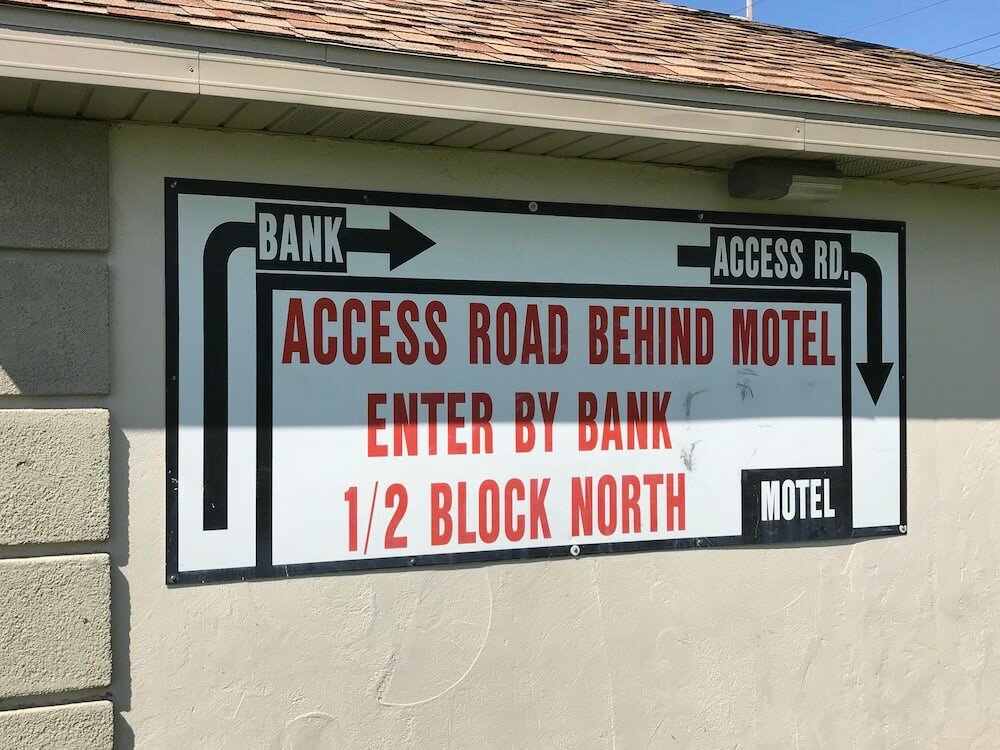 BANK
ACCESS RD.
ACCESS ROAD BEHIND MOTEL
ENTER BY BANK
1/2 BLOCK NORTH
MOTEL